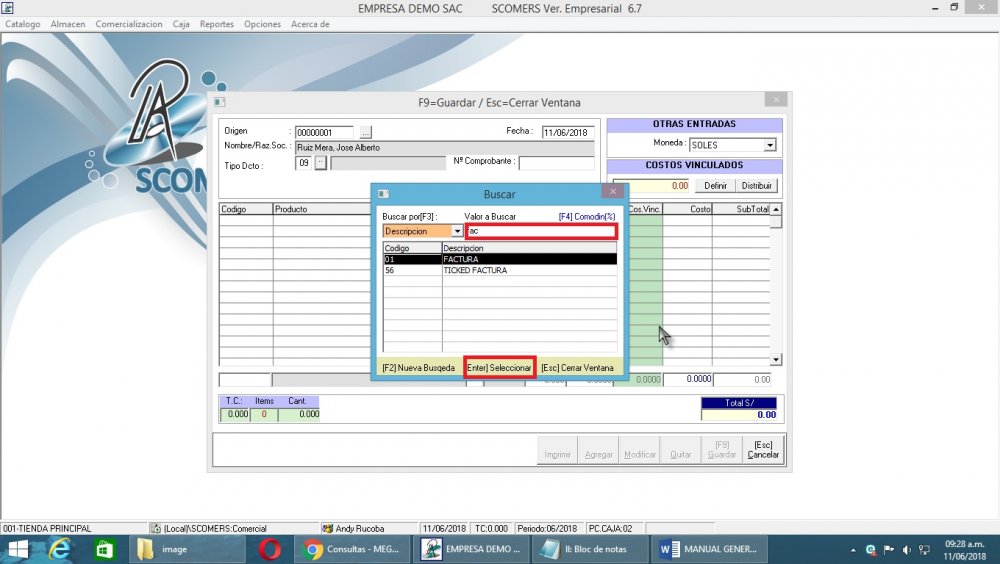 EMPRESA DEMO SAC SCOMERS Ver. Empresarial 6.7
Catalogo Almacen Comercializacion Caja Reportes Opciones Acerca de
F9=Guardar / Esc=Cerrar Ventana
Origen : 00000001 ... Fecha : 11/06/2018
Nombre/Raz.Soc. : Ruiz Mera, Jose Alberto
Tipo Dcto : 09 .. Nº Comprobante :
OTRAS ENTRADAS
Moneda : SOLES
COSTOS VINCULADOS
0.00 Definir Distribuir
SCOM
Codigo Producto Cos.Vinc. Costo SubTotal
Buscar
Buscar por[F3] : Valor a Buscar [F4] Comodin(%)
Descripcion ac
Codigo Descripcion
01 FACTURA
56 TICKED FACTURA
[F2] Nueva Busqeda Enter] Seleccionar [Esc] Cerrar Ventana
0.0000 0.0000 0.00
T.C.: Items Cant.
0.000 0 0.000
Total S/
0.00
Imprimir Agregar Modificar Quitar [F9] Guardar [Esc] Cancelar
001-TIENDA PRINCIPAL (Local)\SCOMERS:Comercial Andy Rucoba 11/06/2018 TC:0.000 Periodo:06/2018 PC.CAJA:02
image Consultas - MEG... EMPRESA DEMO ... II: Bloc de notas MANUAL GENER...
09:28 a.m.
11/06/2018